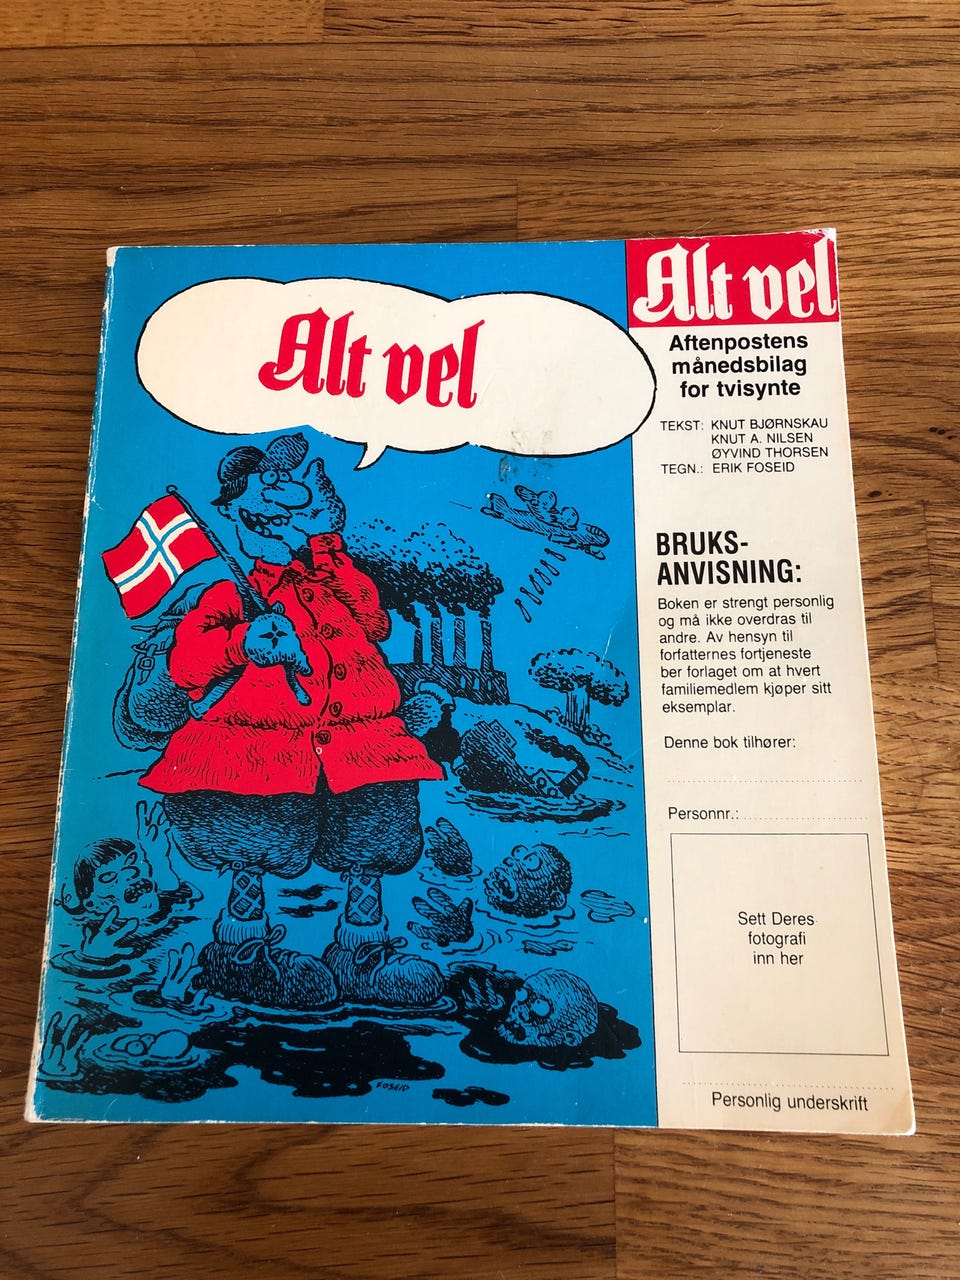 Alt vel
Alt vel
Aftenpostens
månedsbilag
for tvisynte
TEKST: KNUT BJØRNSKAU
KNUT A. NILSEN
ØYVIND THORSEN
TEGN.: ERIK FOSEID
BRUKS-
ANVISNING:
Boken er strengt personlig
og må ikke overdras til
andre. Av hensyn til
forfatternes fortjeneste
ber forlaget om at hvert
familiemedlem kjøper sitt
eksemplar.
Denne bok tilhører:
Personnr.:
Sett Deres
fotografi
inn her
Personlig underskrift
FOSEID